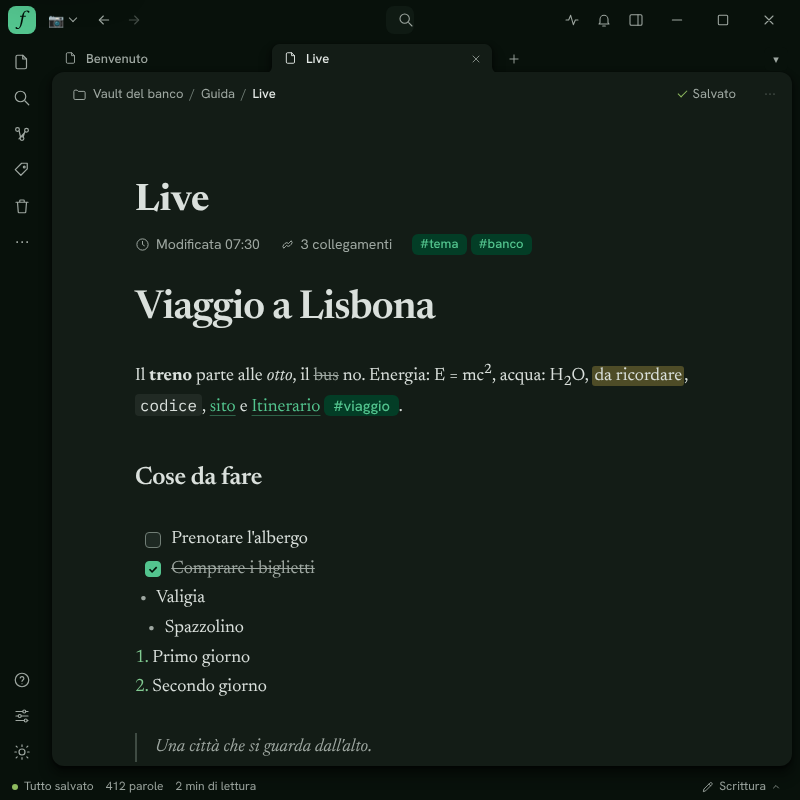 f
Benvenuto
Live
Vault del banco / Guida / Live
Salvato
Live
Modificata 07:30 3 collegamenti #tema #banco
Viaggio a Lisbona
Il treno parte alle otto, il bus no. Energia: E = mc², acqua: H₂O, da ricordare,
codice, sito e Itinerario #viaggio.
Cose da fare
Prenotare l'albergo
Comprare i biglietti
• Valigia
• Spazzolino
1. Primo giorno
2. Secondo giorno
Una città che si guarda dall'alto.
Tutto salvato 412 parole 2 min di lettura
Scrittura